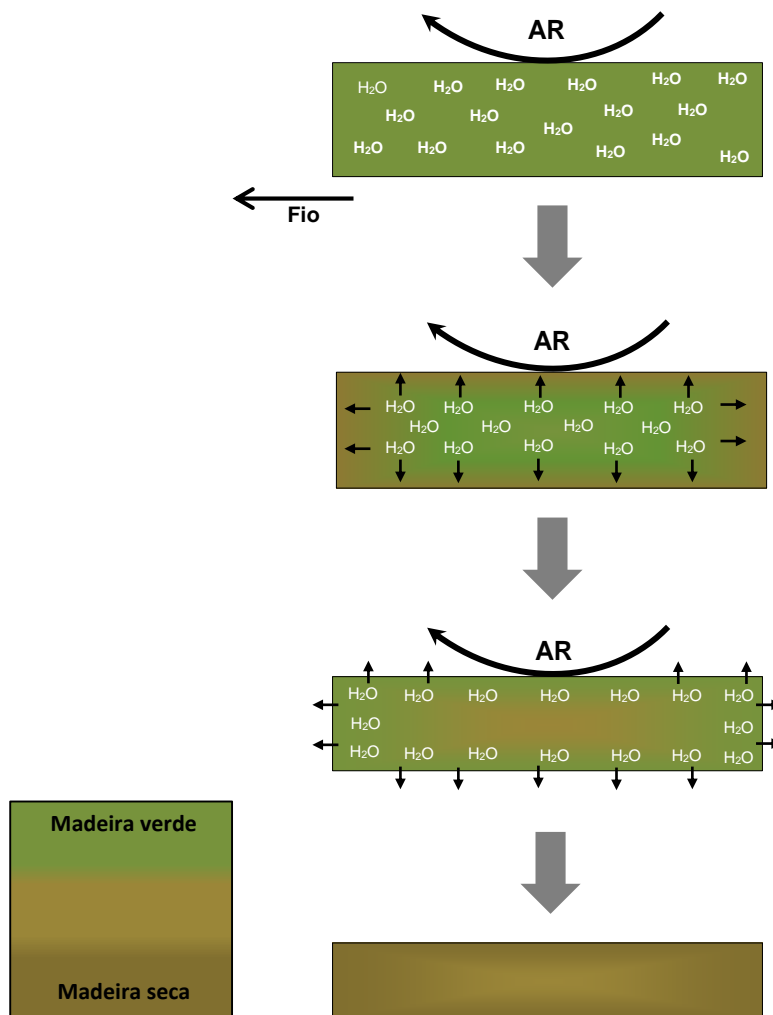 AR
H₂O H₂O H₂O H₂O H₂O H₂O
H₂O H₂O H₂O H₂O
H₂O
H₂O H₂O H₂O H₂O H₂O H₂O
Fio
AR
H₂O H₂O H₂O H₂O H₂O
H₂O H₂O H₂O H₂O
H₂O H₂O H₂O H₂O H₂O
AR
H₂O H₂O H₂O H₂O H₂O H₂O H₂O
H₂O H₂O
H₂O H₂O H₂O H₂O H₂O H₂O H₂O
Madeira verde
Madeira seca